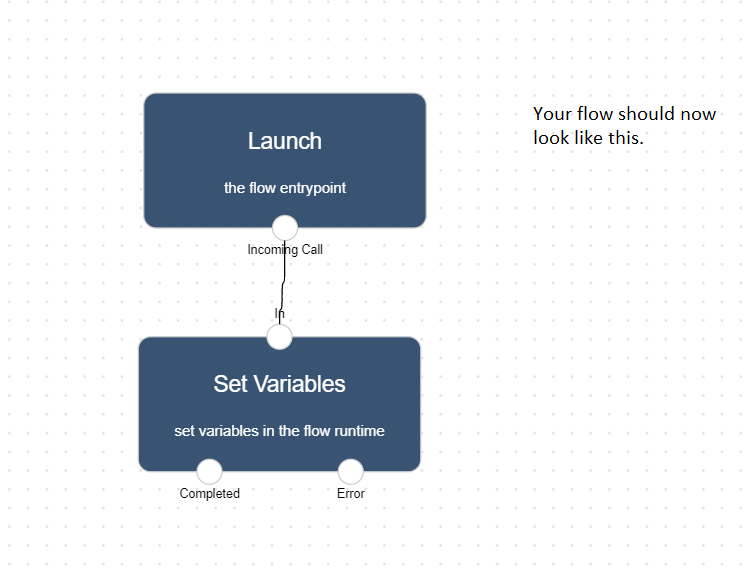 Launch
the flow entrypoint
Incoming Call
Your flow should now
look like this.
In
Set Variables
set variables in the flow runtime
Completed
Error